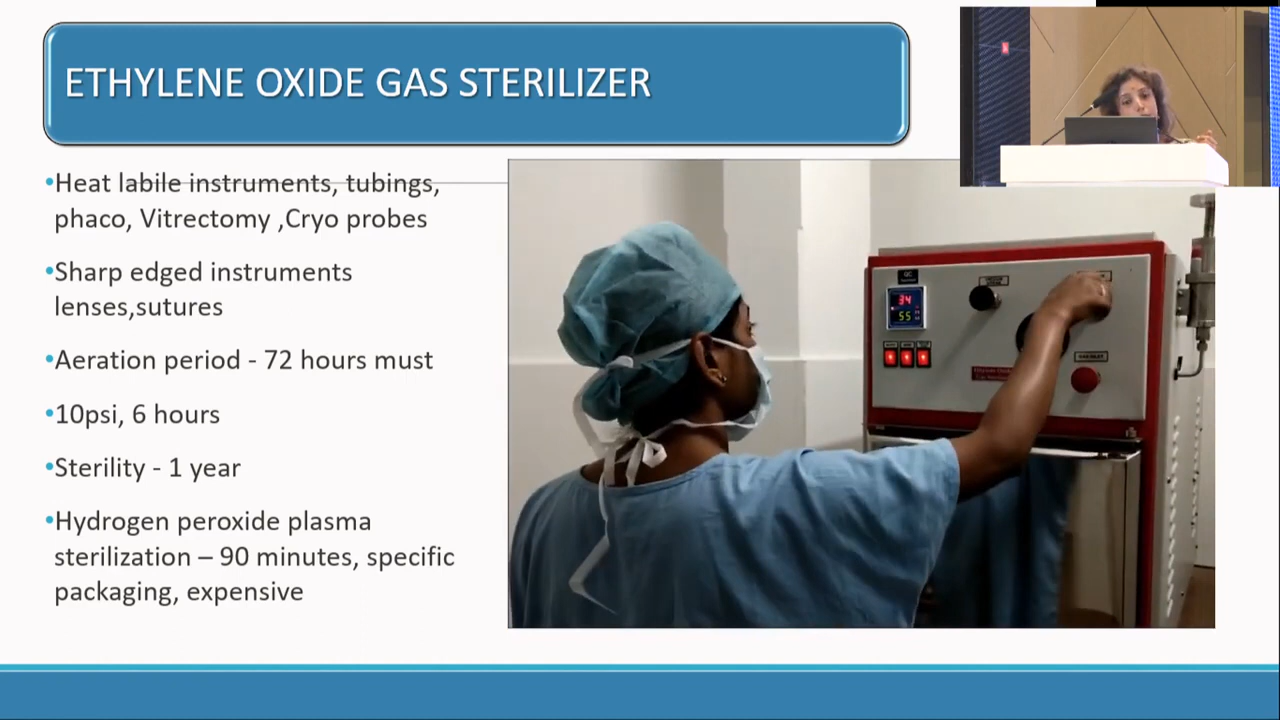 ETHYLENE OXIDE GAS STERILIZER
•Heat labile instruments, tubings,
phaco, Vitrectomy ,Cryo probes
•Sharp edged instruments
lenses,sutures
•Aeration period - 72 hours must
•10psi, 6 hours
•Sterility - 1 year
•Hydrogen peroxide plasma
sterilization – 90 minutes, specific
packaging, expensive
34
55